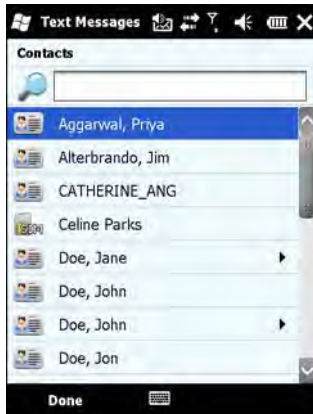 Text Messages
Contacts
Aggarwal, Priya
Alterbrando, Jim
CATHERINE_ANG
Celine Parks
Doe, Jane
Doe, John
Doe, John
Doe, Jon
Done